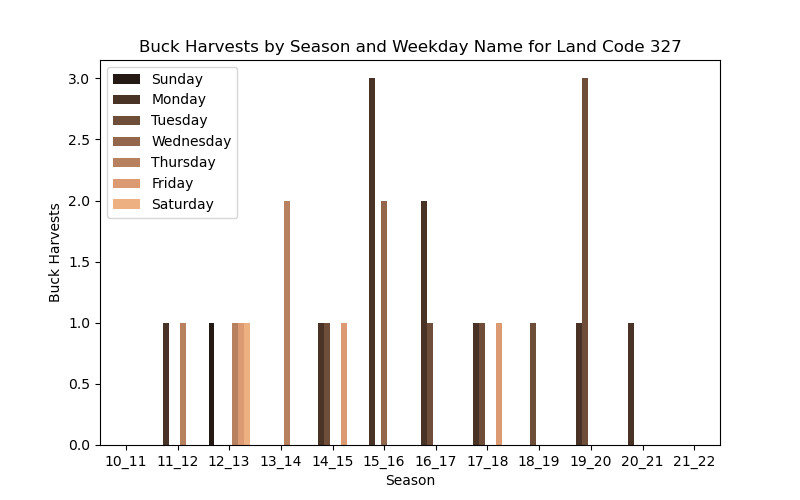 Buck Harvests by Season and Weekday Name for Land Code 327
Sunday
Monday
Tuesday
Wednesday
Thursday
Friday
Saturday
3.0
2.5
2.0
1.5
1.0
0.5
0.0
Buck Harvests
10_11 11_12 12_13 13_14 14_15 15_16 16_17 17_18 18_19 19_20 20_21 21_22
Season